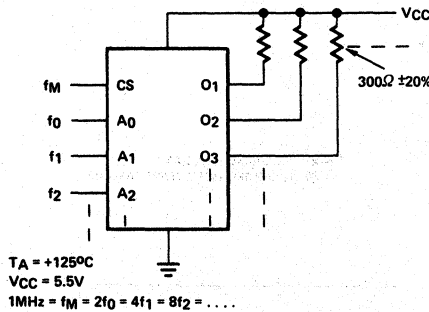 VCC
300Ω ±20%
fM CS O1
f0 A0 O2
f1 A1 O3
f2 A2
TA = +125ºC
VCC = 5.5V
1MHz = fM = 2f0 = 4f1 = 8f2 = . . . .